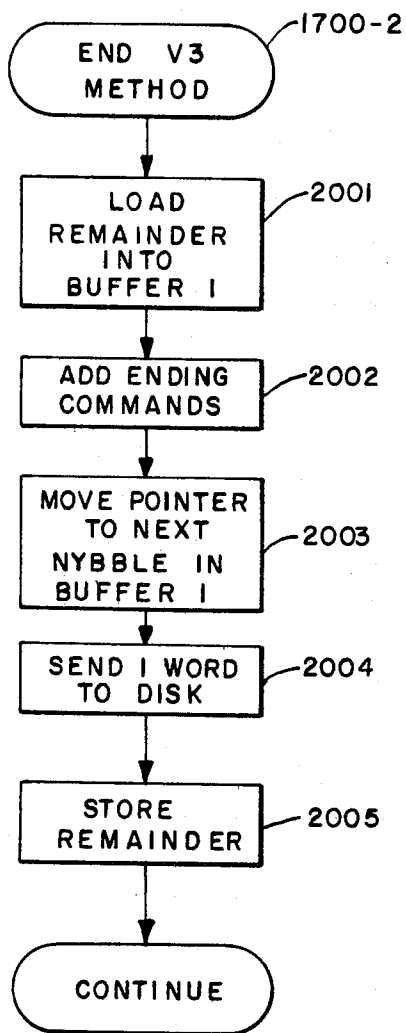 1700-2
END V3
METHOD
2001
LOAD
REMAINDER
INTO
BUFFER 1
2002
ADD ENDING
COMMANDS
MOVE POINTER
TO NEXT
2003
NYBBLE IN
BUFFER 1
SEND 1 WORD
2004
TO DISK
STORE
2005
REMAINDER
CONTINUE